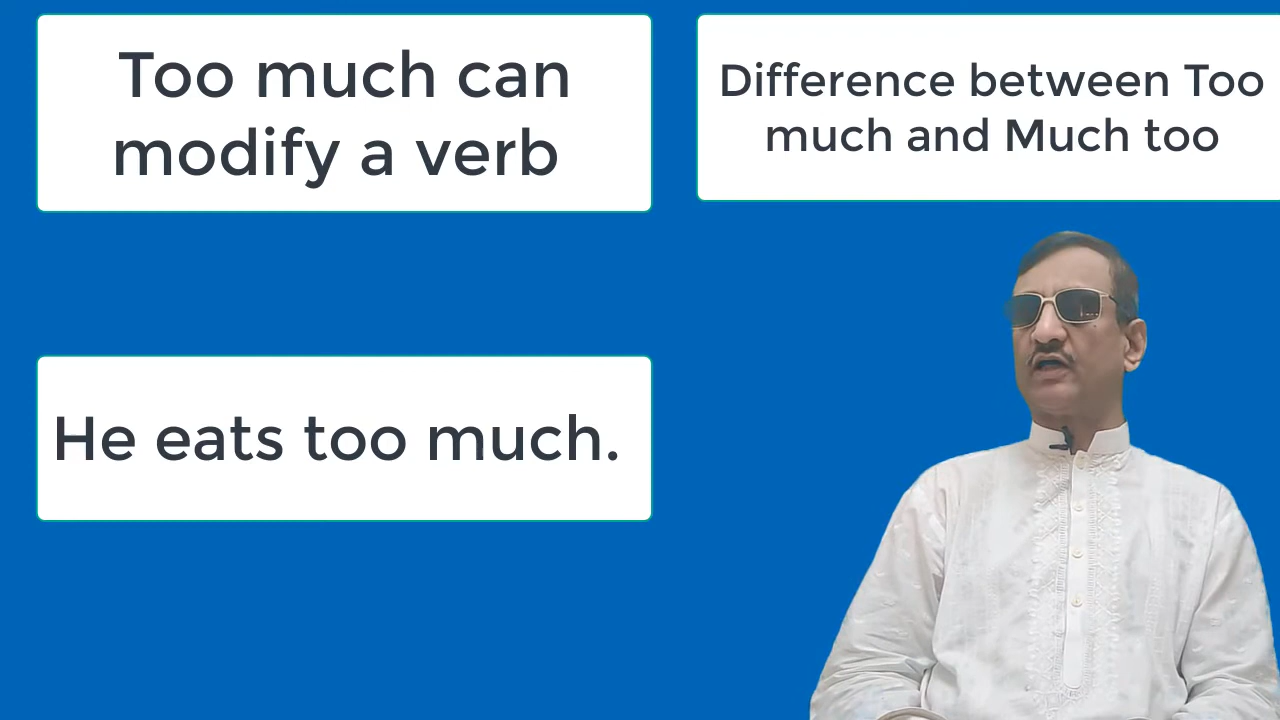 Too much can
modify a verb
Difference between Too
much and Much too
He eats too much.